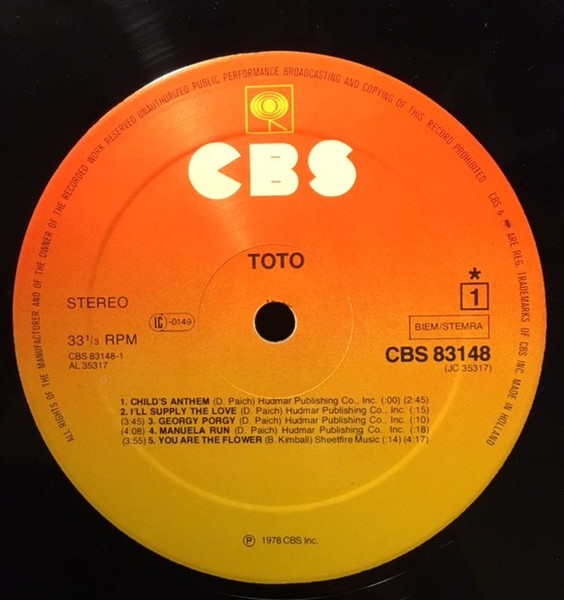 ALL RIGHTS OF THE MANUFACTURER AND OF THE OWNER OF THE RECORDED WORK RESERVED UNAUTHORIZED PUBLIC PERFORMANCE BROADCASTING AND COPYING OF THIS RECORD PROHIBITED
CBS & ARE REG. TRADEMARKS OF CBS INC. MADE IN HOLLAND
CBS
TOTO
*
STEREO
1
LC-0149
BIEM/STEMRA
33 1/3 RPM
CBS 83148
CBS 83148-1
(JC 35317)
AL 35317
1. CHILD'S ANTHEM (D. Paich) Hudmar Publishing Co., Inc. (:00) (2:45)
2. I'LL SUPPLY THE LOVE (D. Paich) Hudmar Publishing Co., Inc. (:15)
(3:45) 3. GEORGY PORGY (D. Paich) Hudmar Publishing Co., Inc. (:10)
(4:08) 4. MANUELA RUN (D. Paich) Hudmar Publishing Co., Inc. (:18)
(3:55) 5. YOU ARE THE FLOWER (B. Kimball) Sheetfire Music (:14) (4:17)
℗ 1978 CBS Inc.